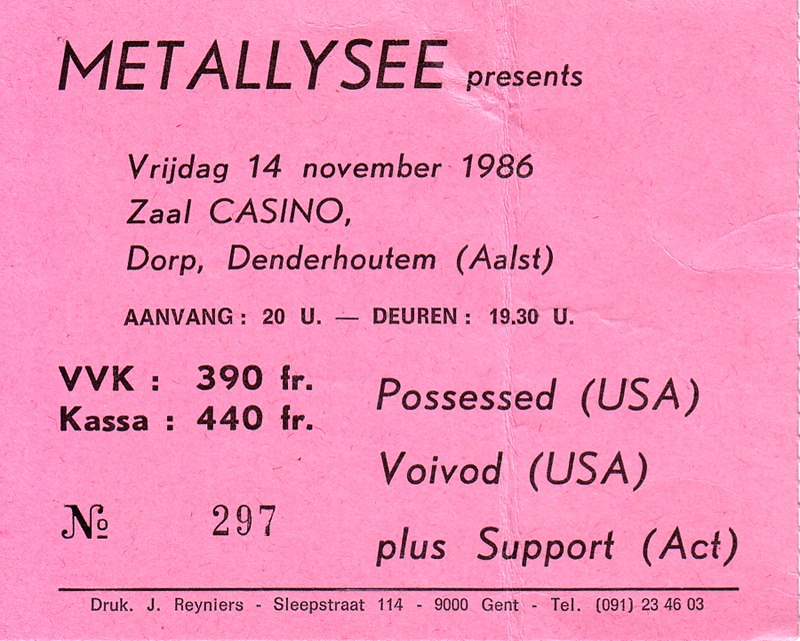 METALLYSEE presents
Vrijdag 14 november 1986
Zaal CASINO,
Dorp, Denderhoutem (Aalst)
AANVANG : 20 U. — DEUREN : 19.30 U.
VVK : 390 fr.
Kassa : 440 fr.
Possessed (USA)
Voivod (USA)
plus Support (Act)
№ 297
Druk. J. Reyniers - Sleepstraat 114 - 9000 Gent - Tel. (091) 23 46 03